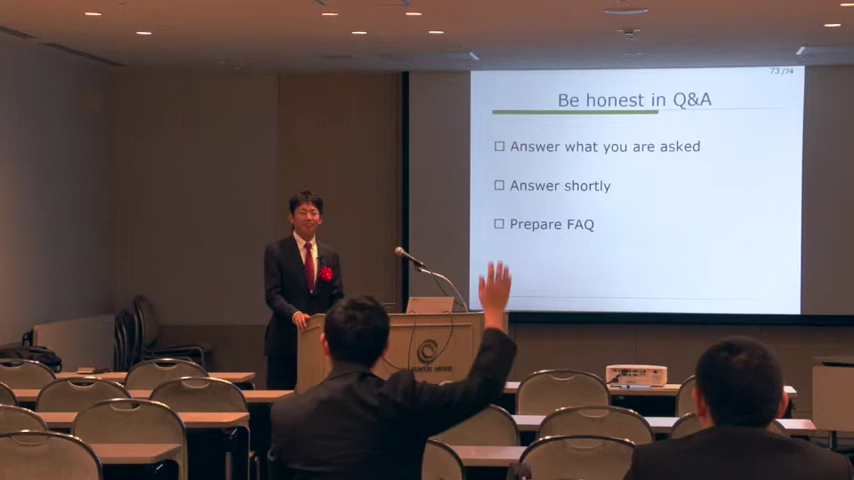 73/74
Be honest in Q&A
Answer what you are asked
Answer shortly
Prepare FAQ